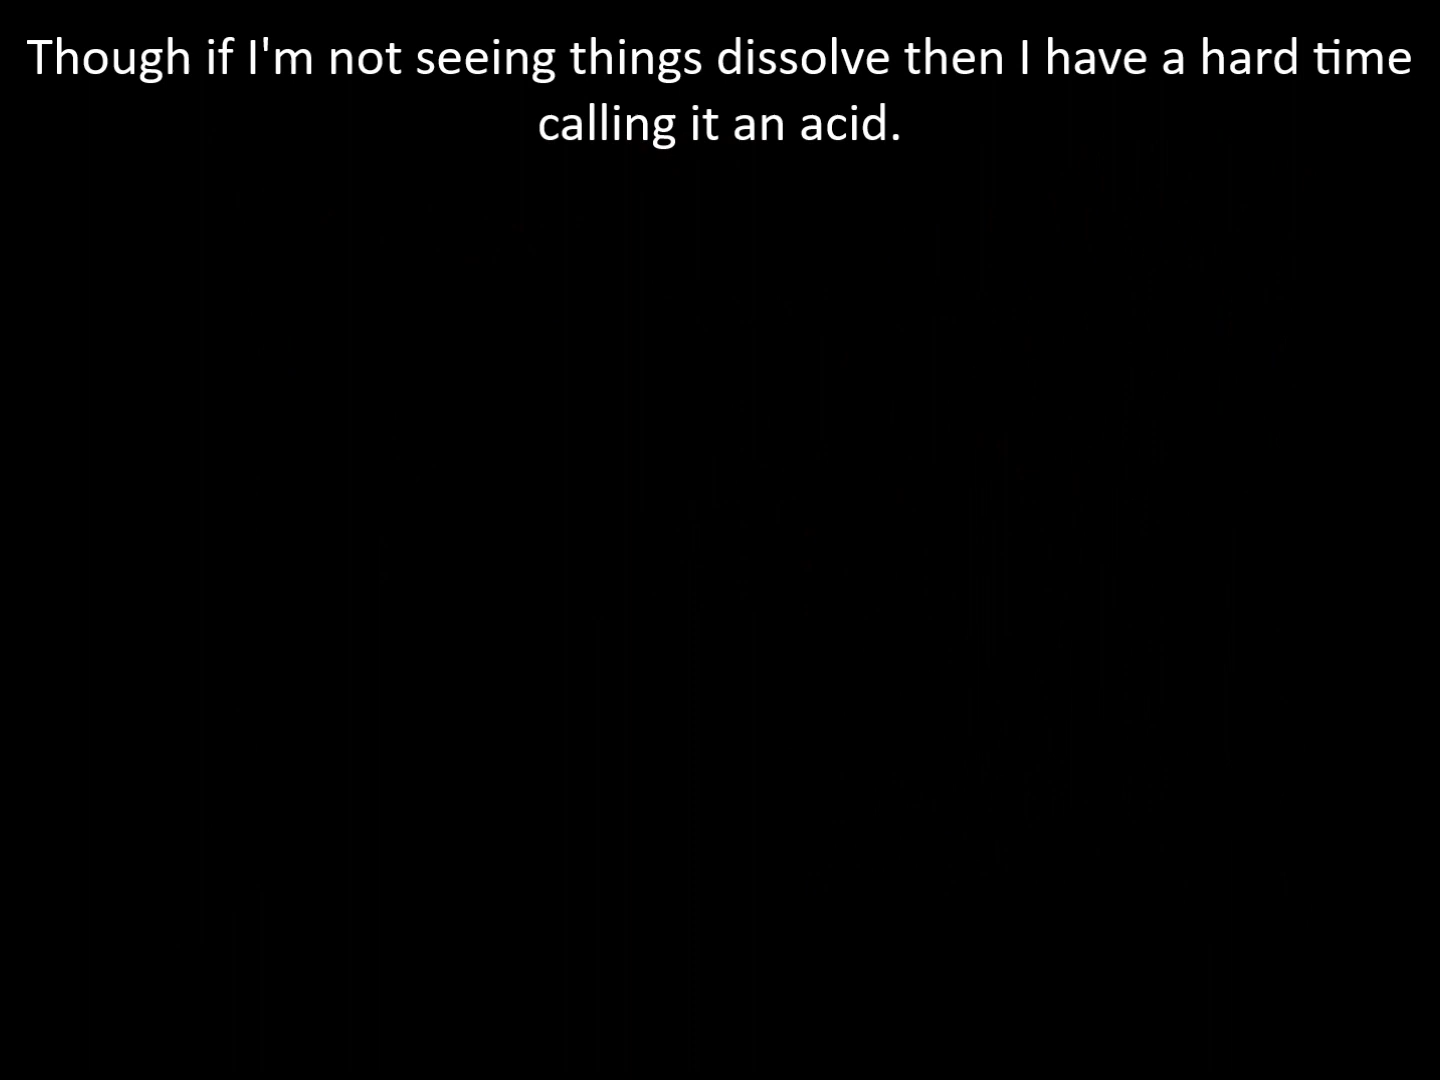 Though if I'm not seeing things dissolve then I have a hard time
calling it an acid.